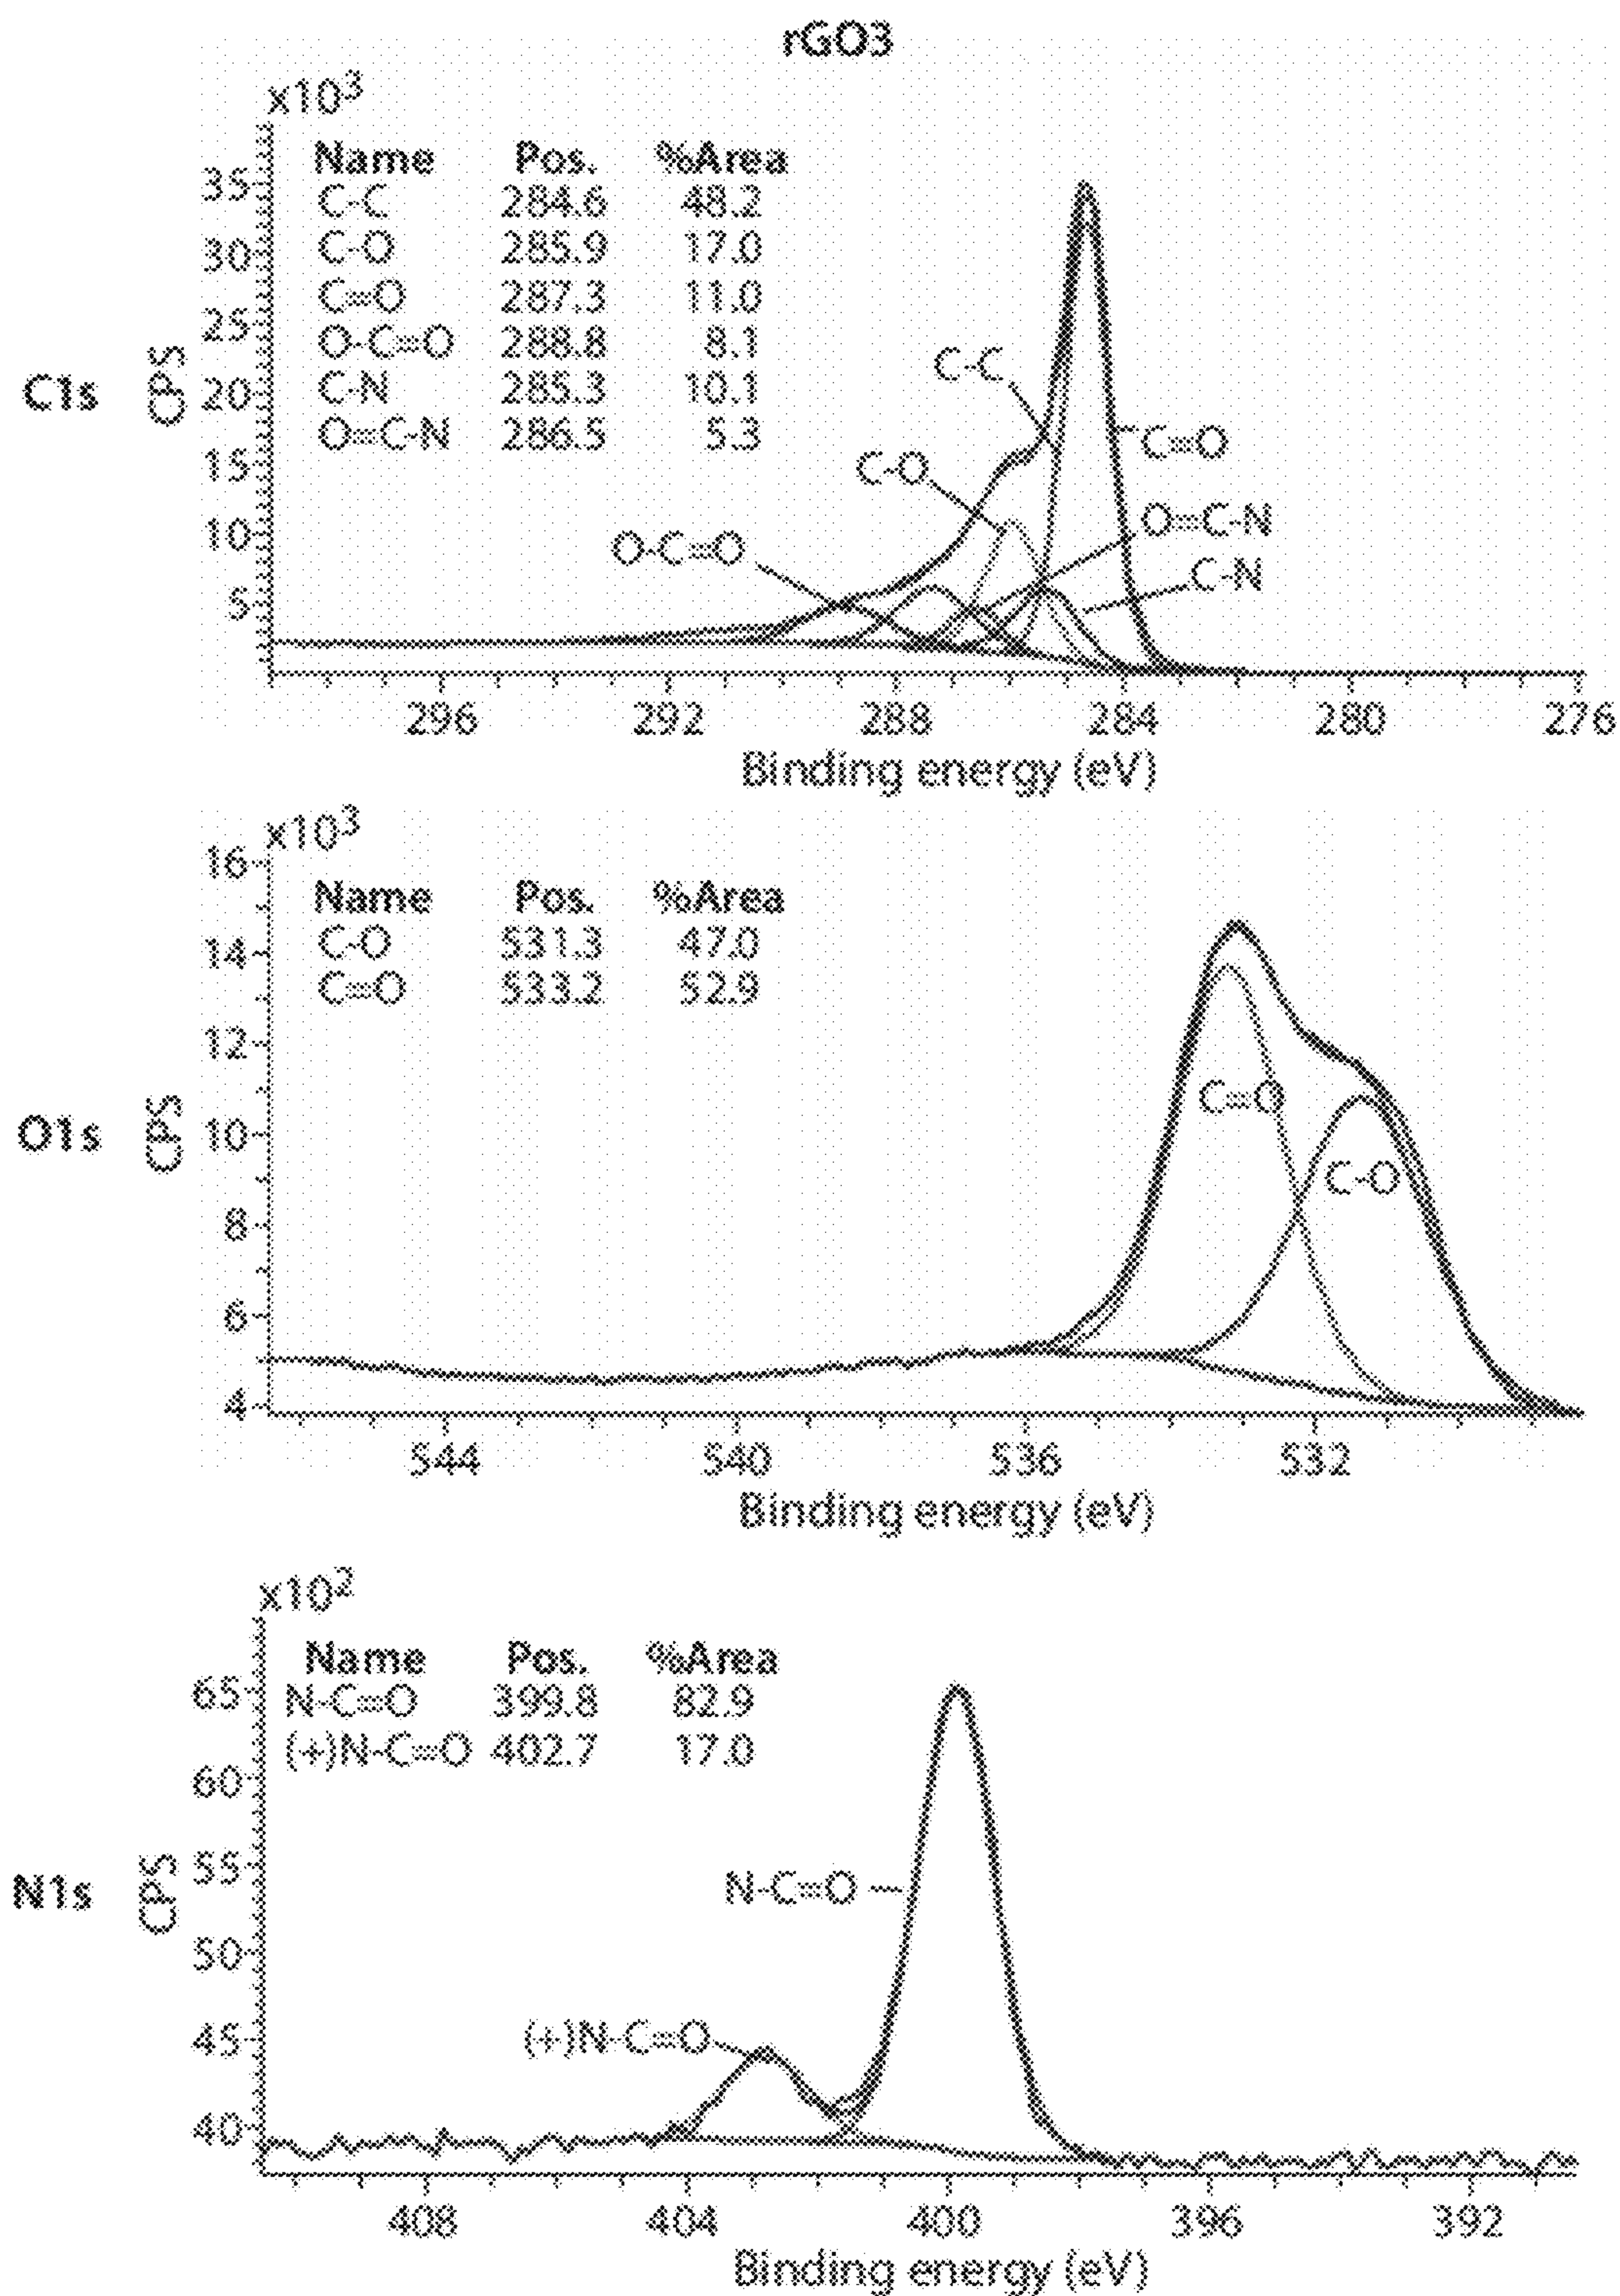 rGO3
x10³
Name Pos. %Area
C-C 284.6 48.2
C-O 285.9 17.0
C=O 287.3 11.0
O-C=O 288.8 8.1
C-N 285.3 10.1
O=C-N 286.5 5.3
35
30
25
20
15
10
5
C1s
CPS
C-C
C=O
C-O
O=C-N
O-C=O
C-N
296 292 288 284 280 276
Binding energy (eV)
x10³
Name Pos. %Area
C-O 531.3 47.0
C=O 533.2 52.9
16
14
12
10
8
6
4
O1s
CPS
C=O
C-O
544 540 536 532
Binding energy (eV)
x10²
Name Pos. %Area
N-C=O 399.8 82.9
(+)N-C=O 402.7 17.0
65
60
55
50
45
40
N1s
CPS
N-C=O
(+)N-C=O
408 404 400 396 392
Binding energy (eV)